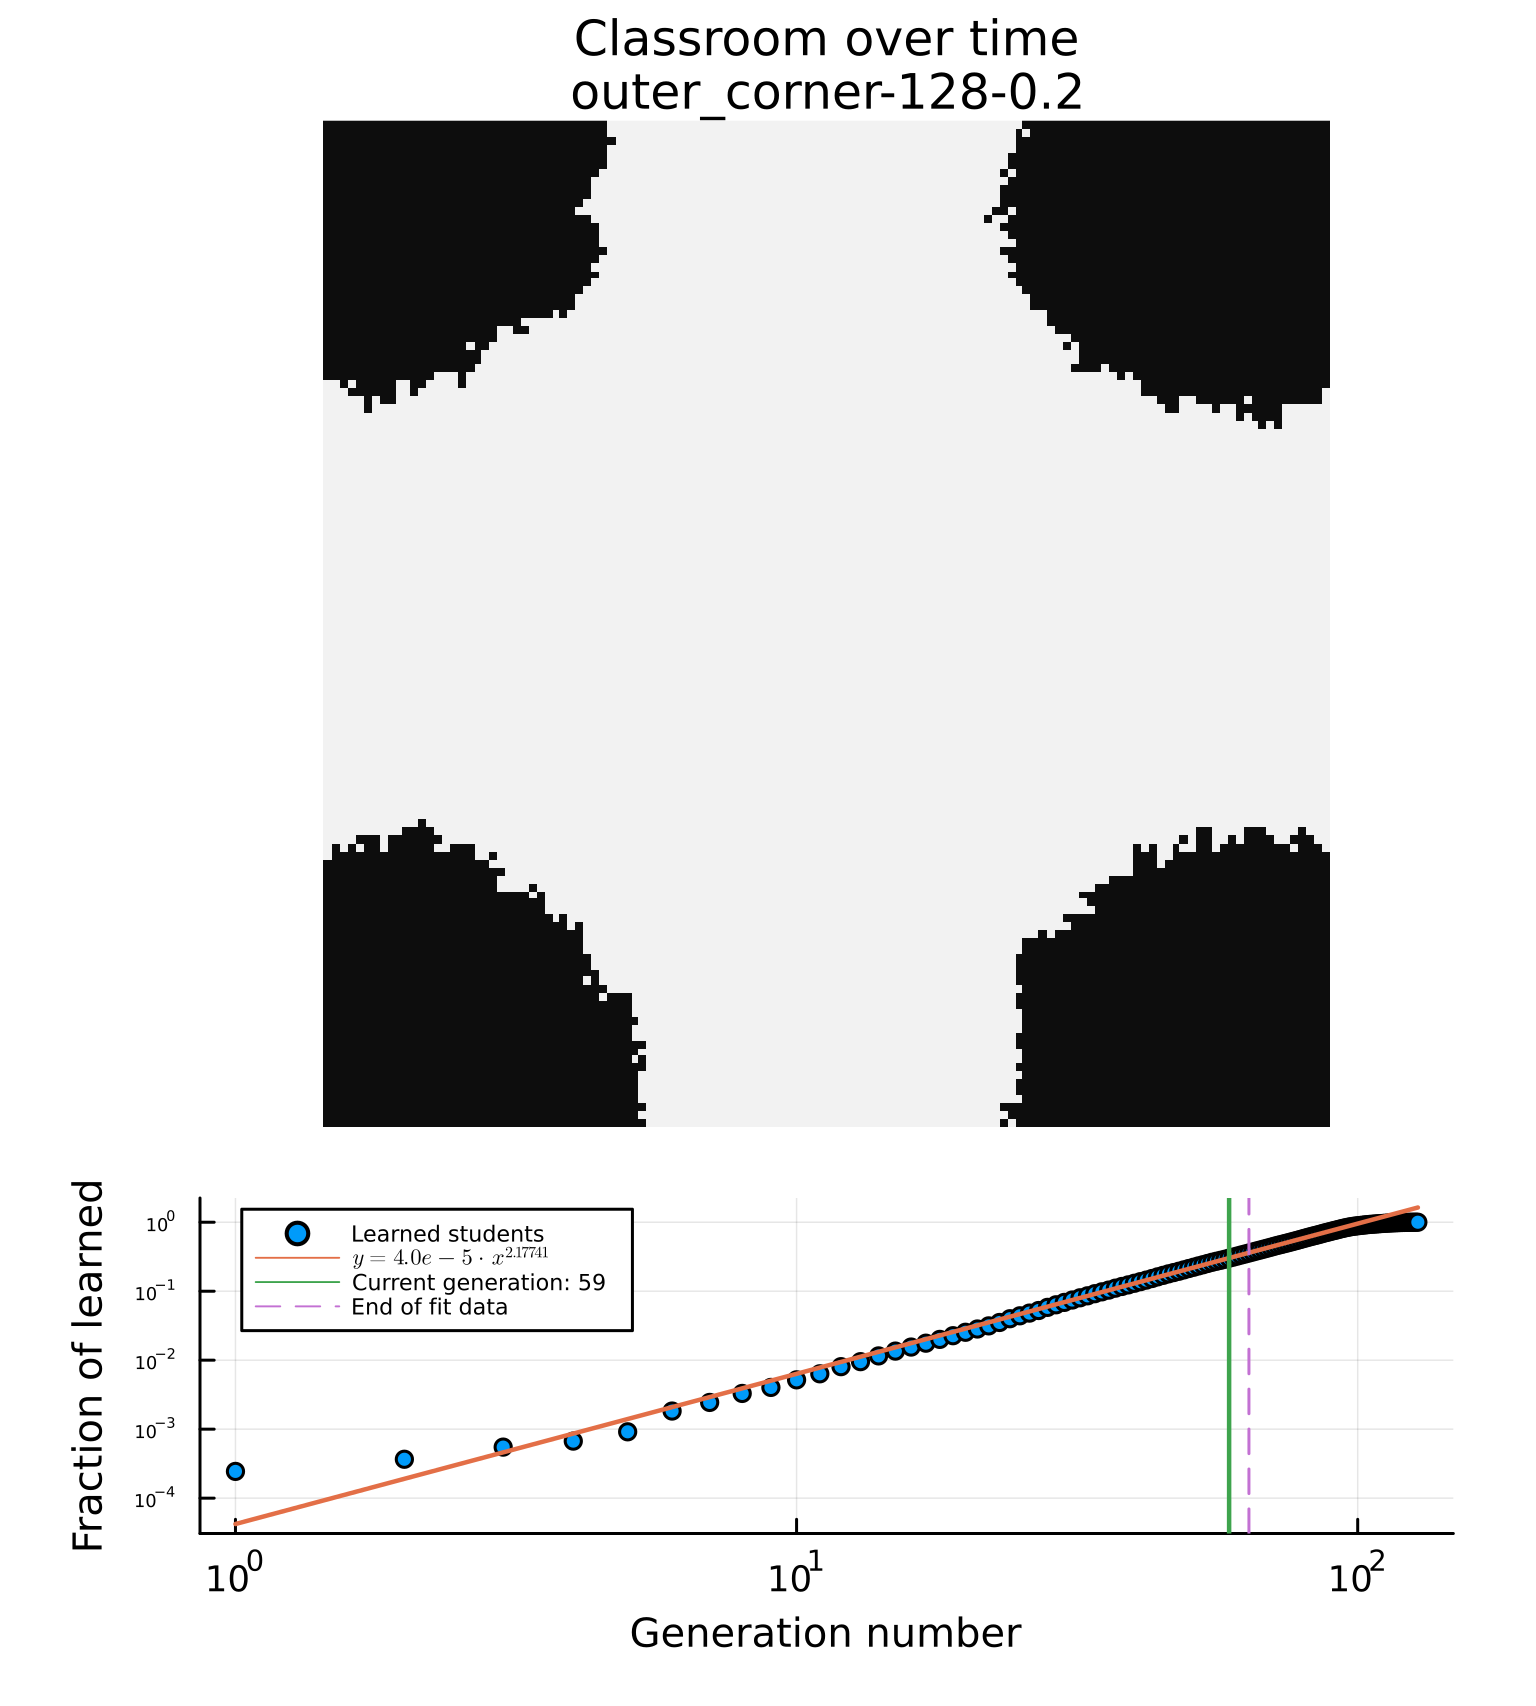 Classroom over time
outer_corner-128-0.2
Fraction of learned
10^0
10^−1
10^−2
10^−3
10^−4
Learned students
y = 4.0e − 5 · x^2.17741
Current generation: 59
End of fit data
10^0 10^1 10^2
Generation number